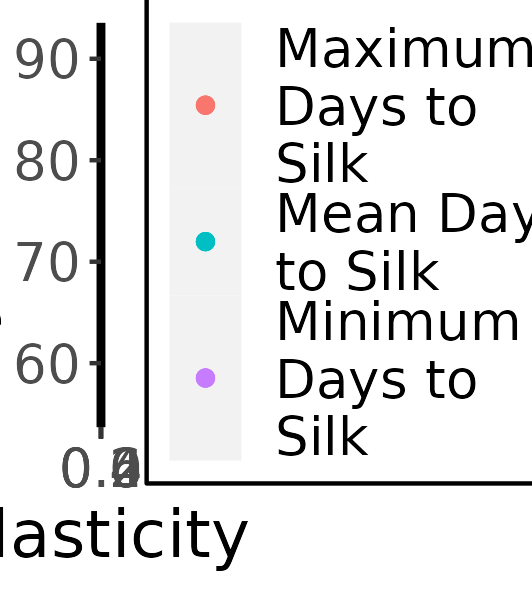 90
80
70
60
Maximum
Days to
Silk
Mean Day
to Silk
Minimum
Days to
Silk
lasticity